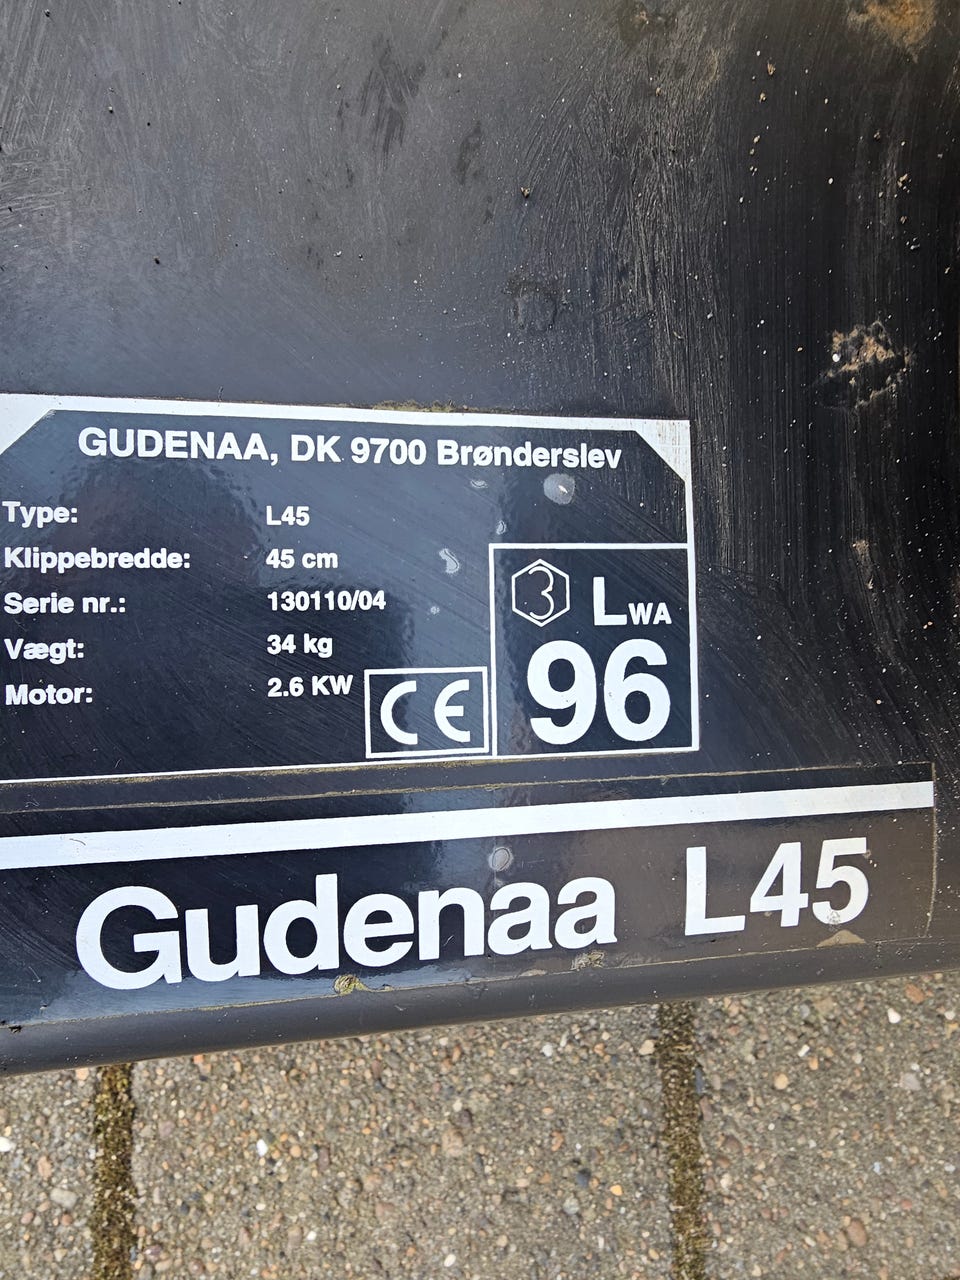 GUDENAA, DK 9700 Brønderslev
Type: L45
Klippebredde: 45 cm
Serie nr.: 130110/04
Vægt: 34 kg
Motor: 2.6 KW
CE
3 LWA
96
Gudenaa L45